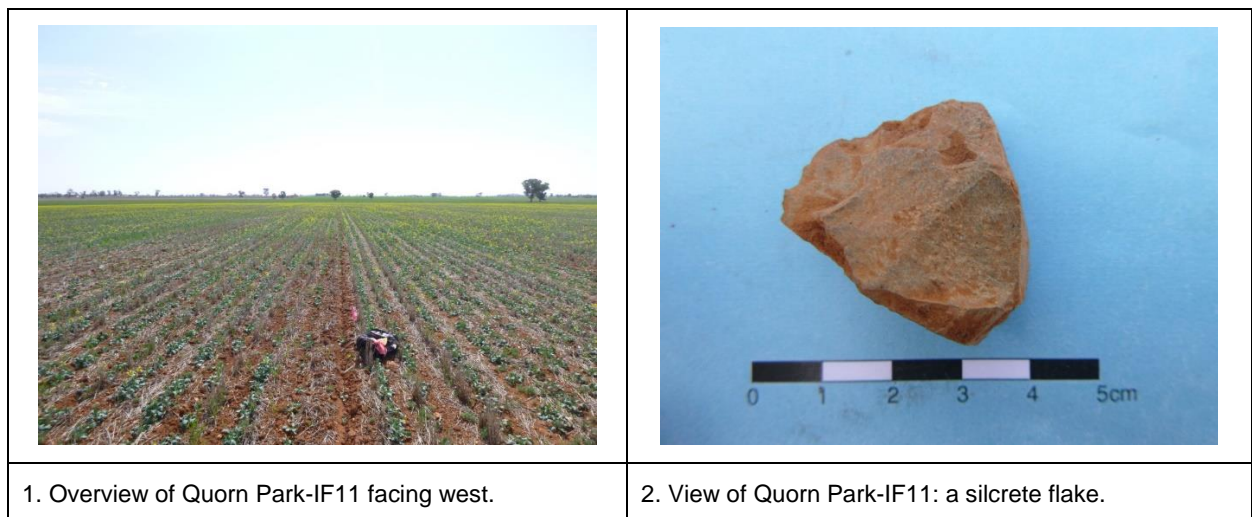 0 1 2 3 4 5cm
1. Overview of Quorn Park-IF11 facing west.
2. View of Quorn Park-IF11: a silcrete flake.